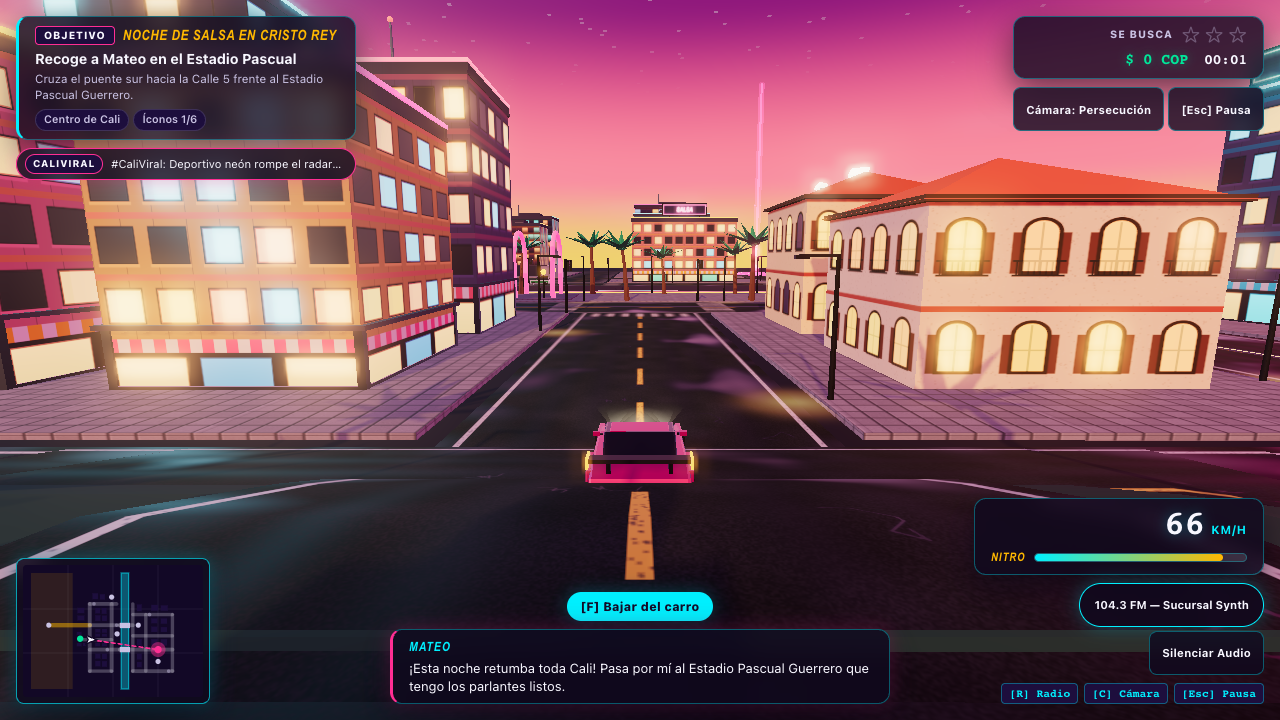 OBJETIVO NOCHE DE SALSA EN CRISTO REY
Recoge a Mateo en el Estadio Pascual
Cruza el puente sur hacia la Calle 5 frente al Estadio
Pascual Guerrero.
Centro de Cali Íconos 1/6
CALIVIRAL #CaliViral: Deportivo neón rompe el radar...
SE BUSCA
$ 0 COP 00:01
Cámara: Persecución [Esc] Pausa
SALSA
66 KM/H
NITRO
[F] Bajar del carro
104.3 FM — Sucursal Synth
MATEO
¡Esta noche retumba toda Cali! Pasa por mí al Estadio Pascual Guerrero que
tengo los parlantes listos.
Silenciar Audio
[R] Radio [C] Cámara [Esc] Pausa